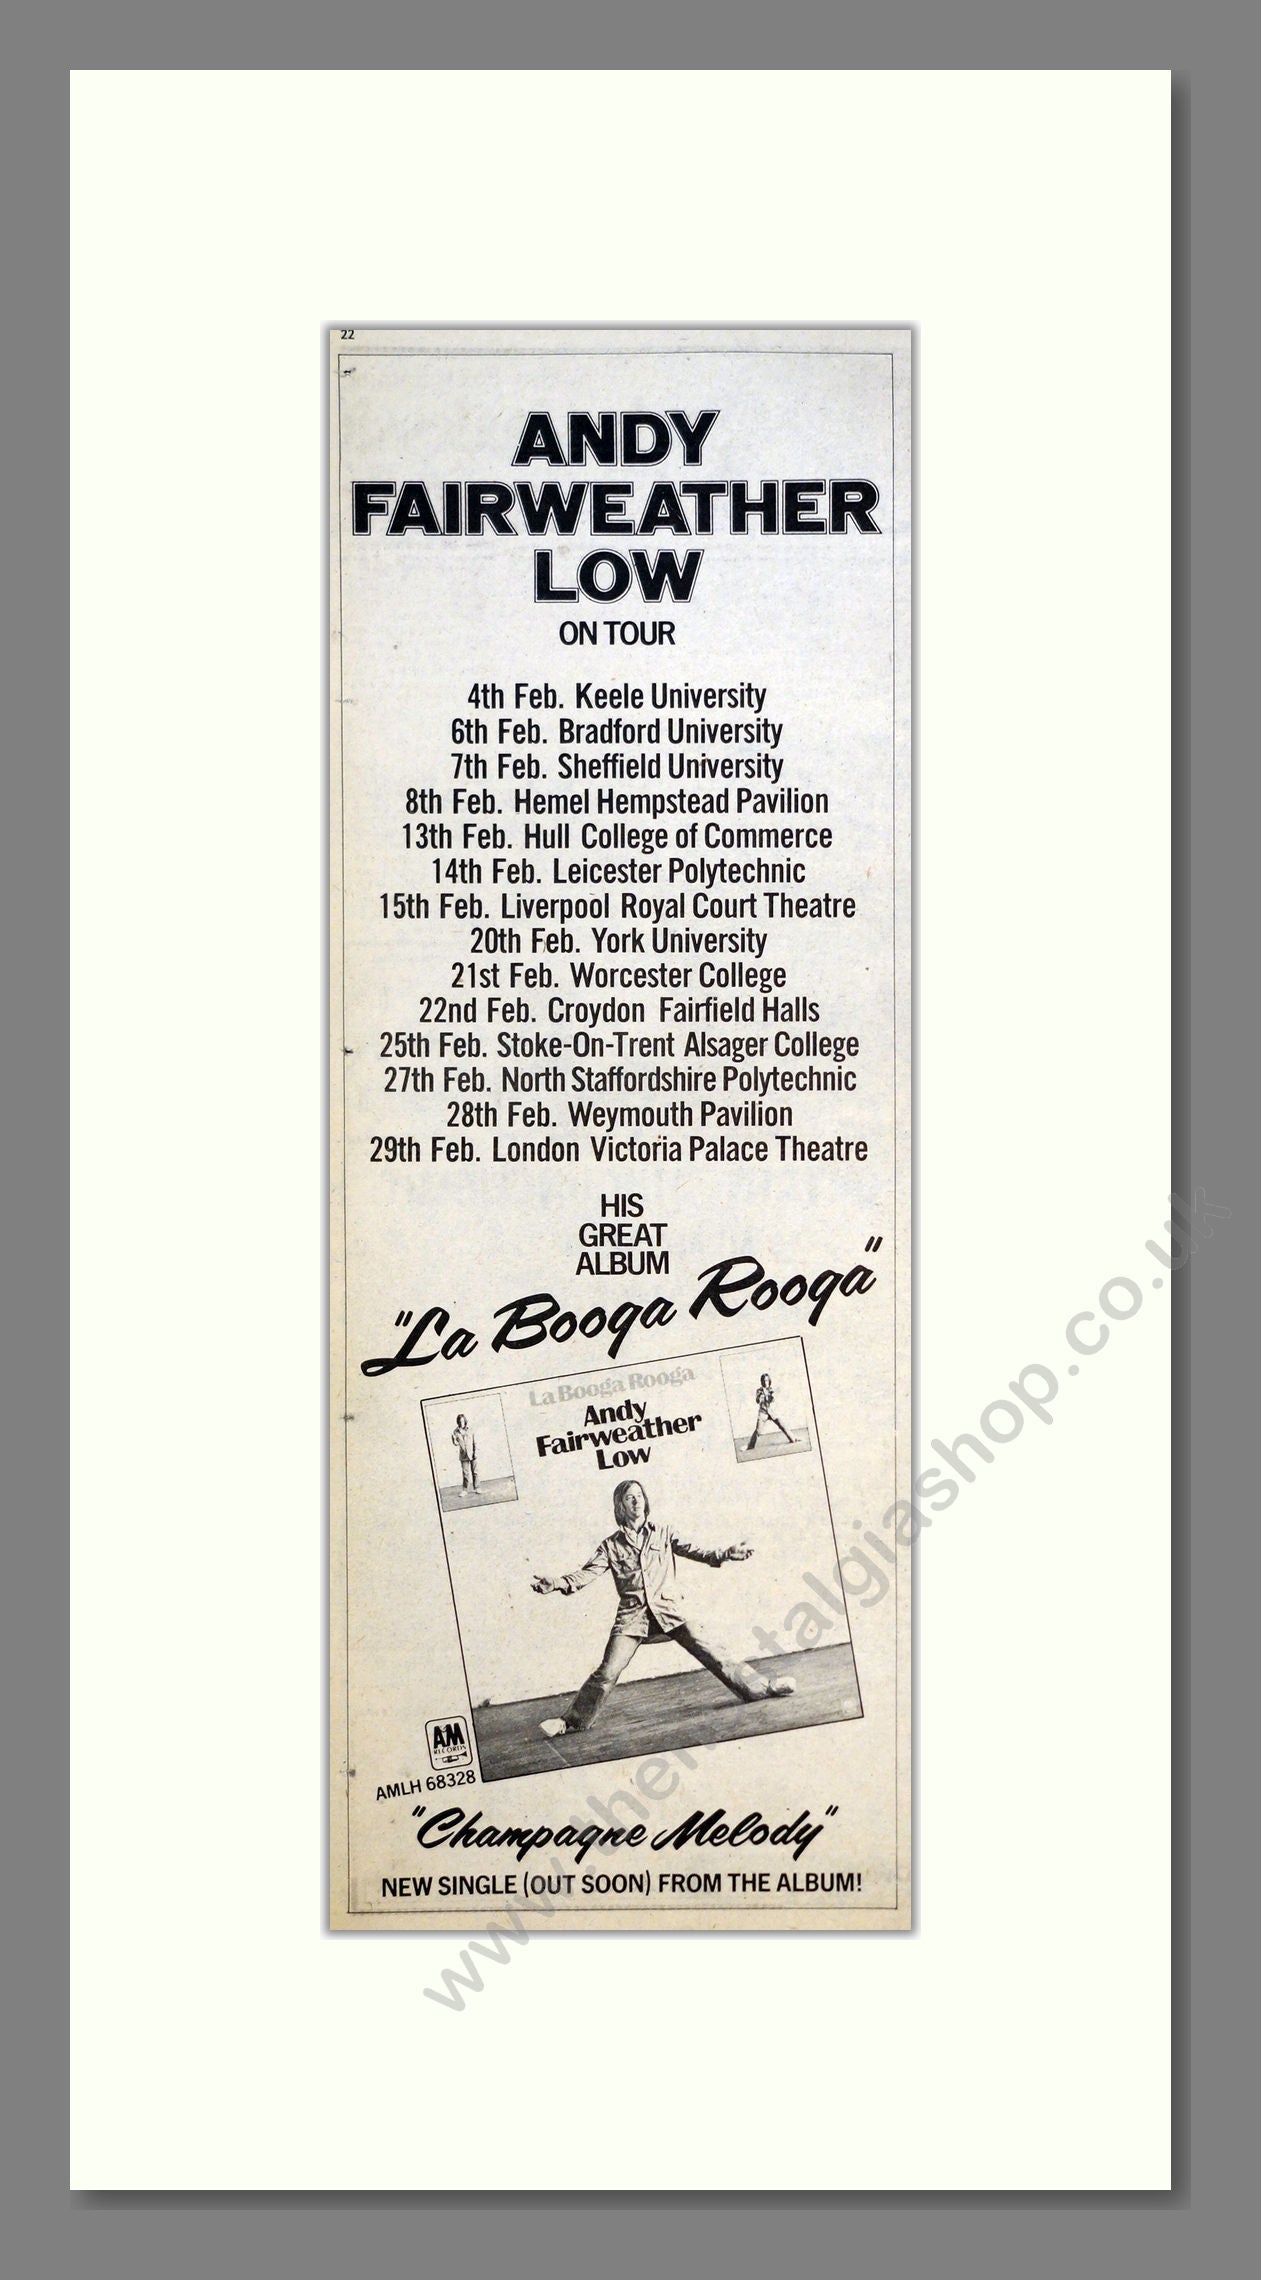 22
ANDY
FAIRWEATHER
LOW
ON TOUR
4th Feb. Keele University
6th Feb. Bradford University
7th Feb. Sheffield University
8th Feb. Hemel Hempstead Pavilion
13th Feb. Hull College of Commerce
14th Feb. Leicester Polytechnic
15th Feb. Liverpool Royal Court Theatre
20th Feb. York University
21st Feb. Worcester College
22nd Feb. Croydon Fairfield Halls
25th Feb. Stoke-On-Trent Alsager College
27th Feb. North Staffordshire Polytechnic
28th Feb. Weymouth Pavilion
29th Feb. London Victoria Palace Theatre
HIS
GREAT
ALBUM
"La Booga Rooga"
La Booga Rooga
Andy
Fairweather
Low
AM
RECORDS
AMLH 68328
"Champagne Melody"
NEW SINGLE (OUT SOON) FROM THE ALBUM!
www.thenostalgiashop.co.uk